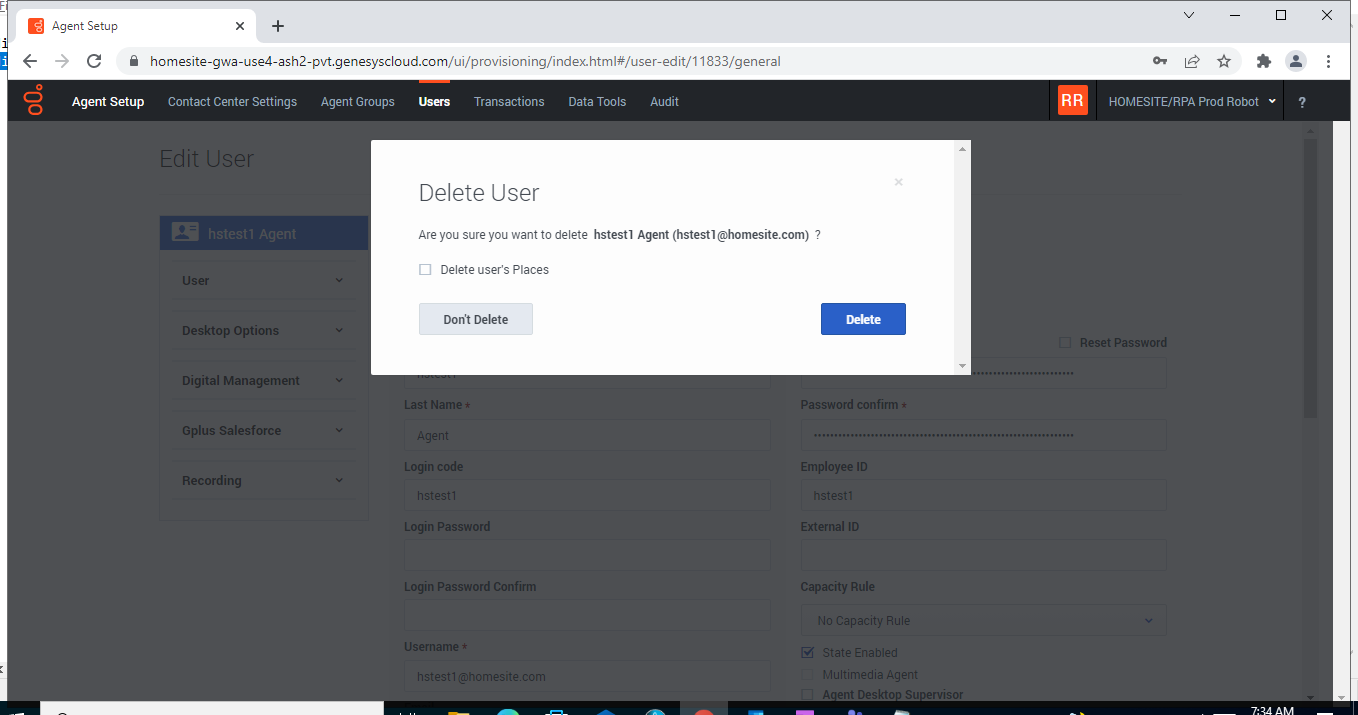 Agent Setup
homesite-gwa-use4-ash2-pvt.genesyscloud.com/ui/provisioning/index.html#/user-edit/11833/general
Agent Setup Contact Center Settings Agent Groups Users Transactions Data Tools Audit RR HOMESITE/RPA Prod Robot ?
Edit User
Delete User
Are you sure you want to delete hstest1 Agent (hstest1@homesite.com) ?
Delete user's Places
Don't Delete Delete
hstest1 Agent
User
Desktop Options
Digital Management
Gplus Salesforce
Recording
Reset Password
hstest1
Last Name * Password confirm *
Agent
Login code Employee ID
hstest1 hstest1
Login Password External ID
Login Password Confirm Capacity Rule
No Capacity Rule
Username * State Enabled
hstest1@homesite.com Multimedia Agent
Agent Desktop Supervisor
7:34 AM